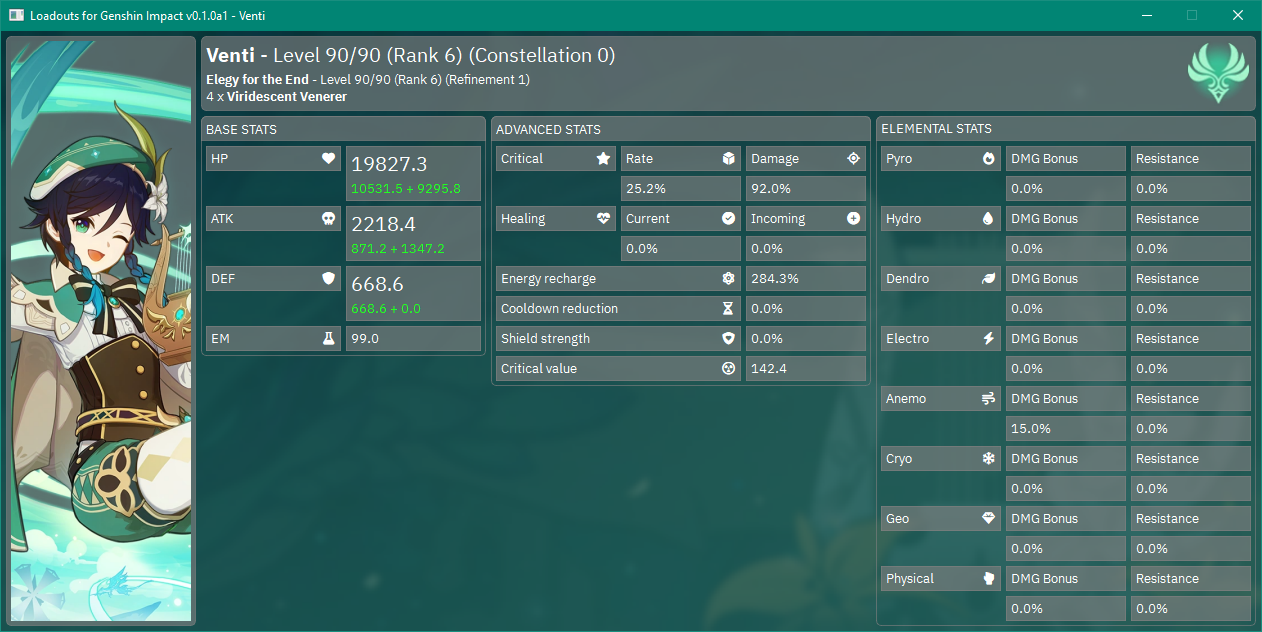 Loadouts for Genshin Impact v0.1.0a1 - Venti
Venti - Level 90/90 (Rank 6) (Constellation 0)
Elegy for the End - Level 90/90 (Rank 6) (Refinement 1)
4 x Viridescent Venerer
BASE STATS
HP
19827.3
10531.5 + 9295.8
ATK
2218.4
871.2 + 1347.2
DEF
668.6
668.6 + 0.0
EM 99.0
ADVANCED STATS
Critical Rate Damage
25.2% 92.0%
Healing Current Incoming
0.0% 0.0%
Energy recharge 284.3%
Cooldown reduction 0.0%
Shield strength 0.0%
Critical value 142.4
ELEMENTAL STATS
Pyro DMG Bonus Resistance
0.0% 0.0%
Hydro DMG Bonus Resistance
0.0% 0.0%
Dendro DMG Bonus Resistance
0.0% 0.0%
Electro DMG Bonus Resistance
0.0% 0.0%
Anemo DMG Bonus Resistance
15.0% 0.0%
Cryo DMG Bonus Resistance
0.0% 0.0%
Geo DMG Bonus Resistance
0.0% 0.0%
Physical DMG Bonus Resistance
0.0% 0.0%